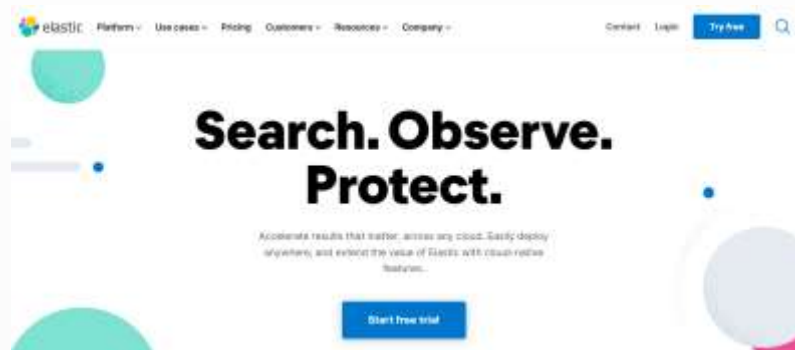 elastic Platform Use cases Pricing Customers Resources Company Contact Login Try free
Search. Observe.
Protect.
Accelerate results that matter, across any cloud. Easily deploy
anywhere, and extend the value of Elastic with cloud-native
features.
Start free trial